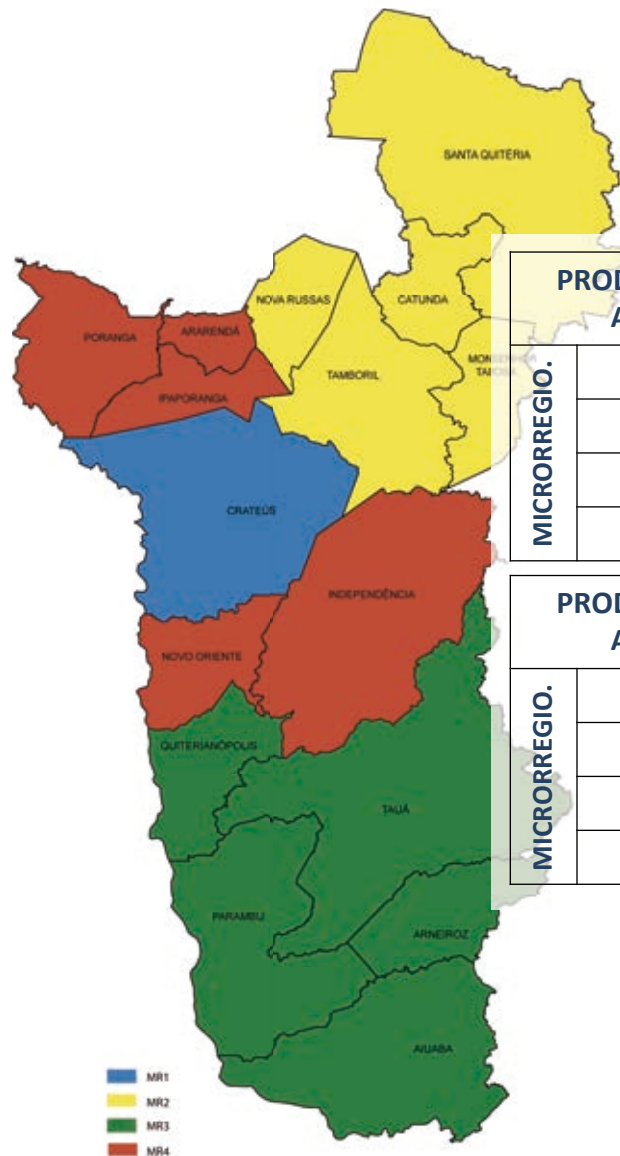 SANTA QUITÉRIA
NOVA RUSSAS
CATUNDA
PORANGA
ARARENDÁ
IPAPORANGA
TAMBORIL
CRATEÚS
INDEPENDÊNCIA
NOVO ORIENTE
QUITERIANÓPOLIS
TAUÁ
PARAMBU
ARNEIROZ
AIUABA
MR1
MR2
MR3
MR4
PROD
A
MICRORREGIO.
PROD
A
MICRORREGIO.